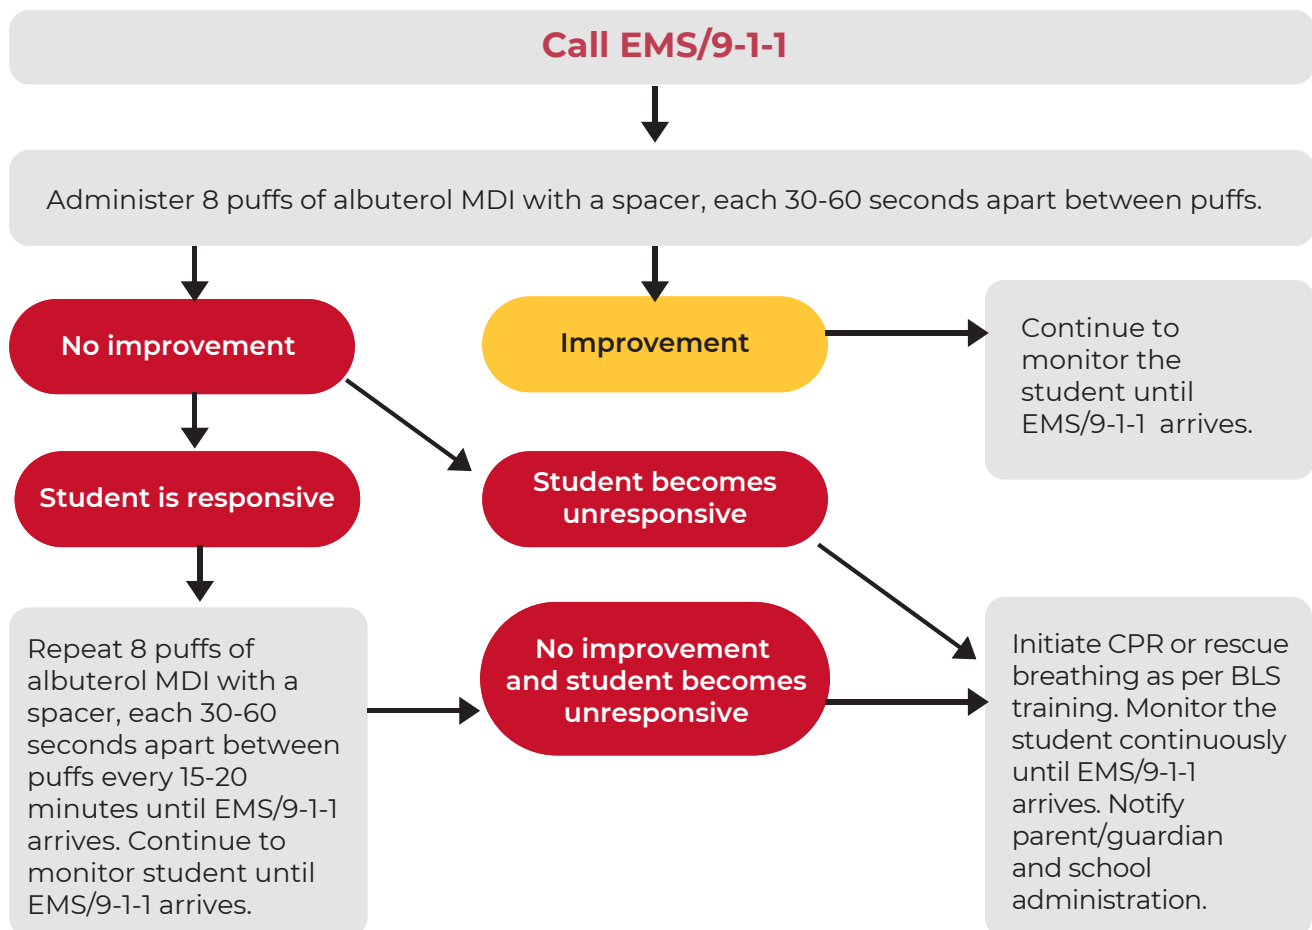 Call EMS/9-1-1
Administer 8 puffs of albuterol MDI with a spacer, each 30-60 seconds apart between puffs.
No improvement
Improvement
Continue to
monitor the
student until
EMS/9-1-1 arrives.
Student is responsive
Student becomes
unresponsive
Repeat 8 puffs of
albuterol MDI with a
spacer, each 30-60
seconds apart between
puffs every 15-20
minutes until EMS/9-1-1
arrives. Continue to
monitor student until
EMS/9-1-1 arrives.
No improvement
and student becomes
unresponsive
Initiate CPR or rescue
breathing as per BLS
training. Monitor the
student continuously
until EMS/9-1-1
arrives. Notify
parent/guardian
and school
administration.